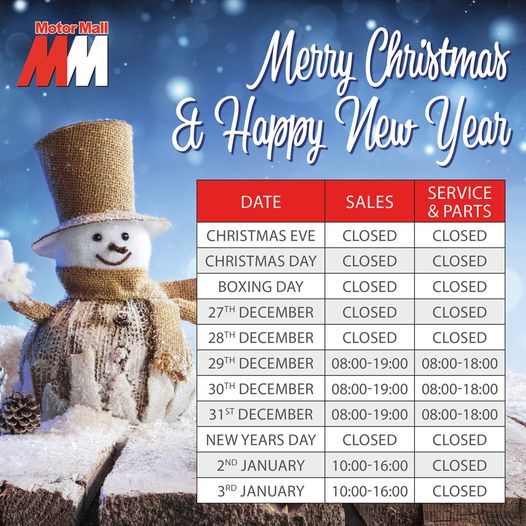 Motor Mall
MM
Merry Christmas
& Happy New Year
DATE SALES SERVICE & PARTS
CHRISTMAS EVE CLOSED CLOSED
CHRISTMAS DAY CLOSED CLOSED
BOXING DAY CLOSED CLOSED
27TH DECEMBER CLOSED CLOSED
28TH DECEMBER CLOSED CLOSED
29TH DECEMBER 08:00-19:00 08:00-18:00
30TH DECEMBER 08:00-19:00 08:00-18:00
31ST DECEMBER 08:00-19:00 08:00-18:00
NEW YEARS DAY CLOSED CLOSED
2ND JANUARY 10:00-16:00 CLOSED
3RD JANUARY 10:00-16:00 CLOSED